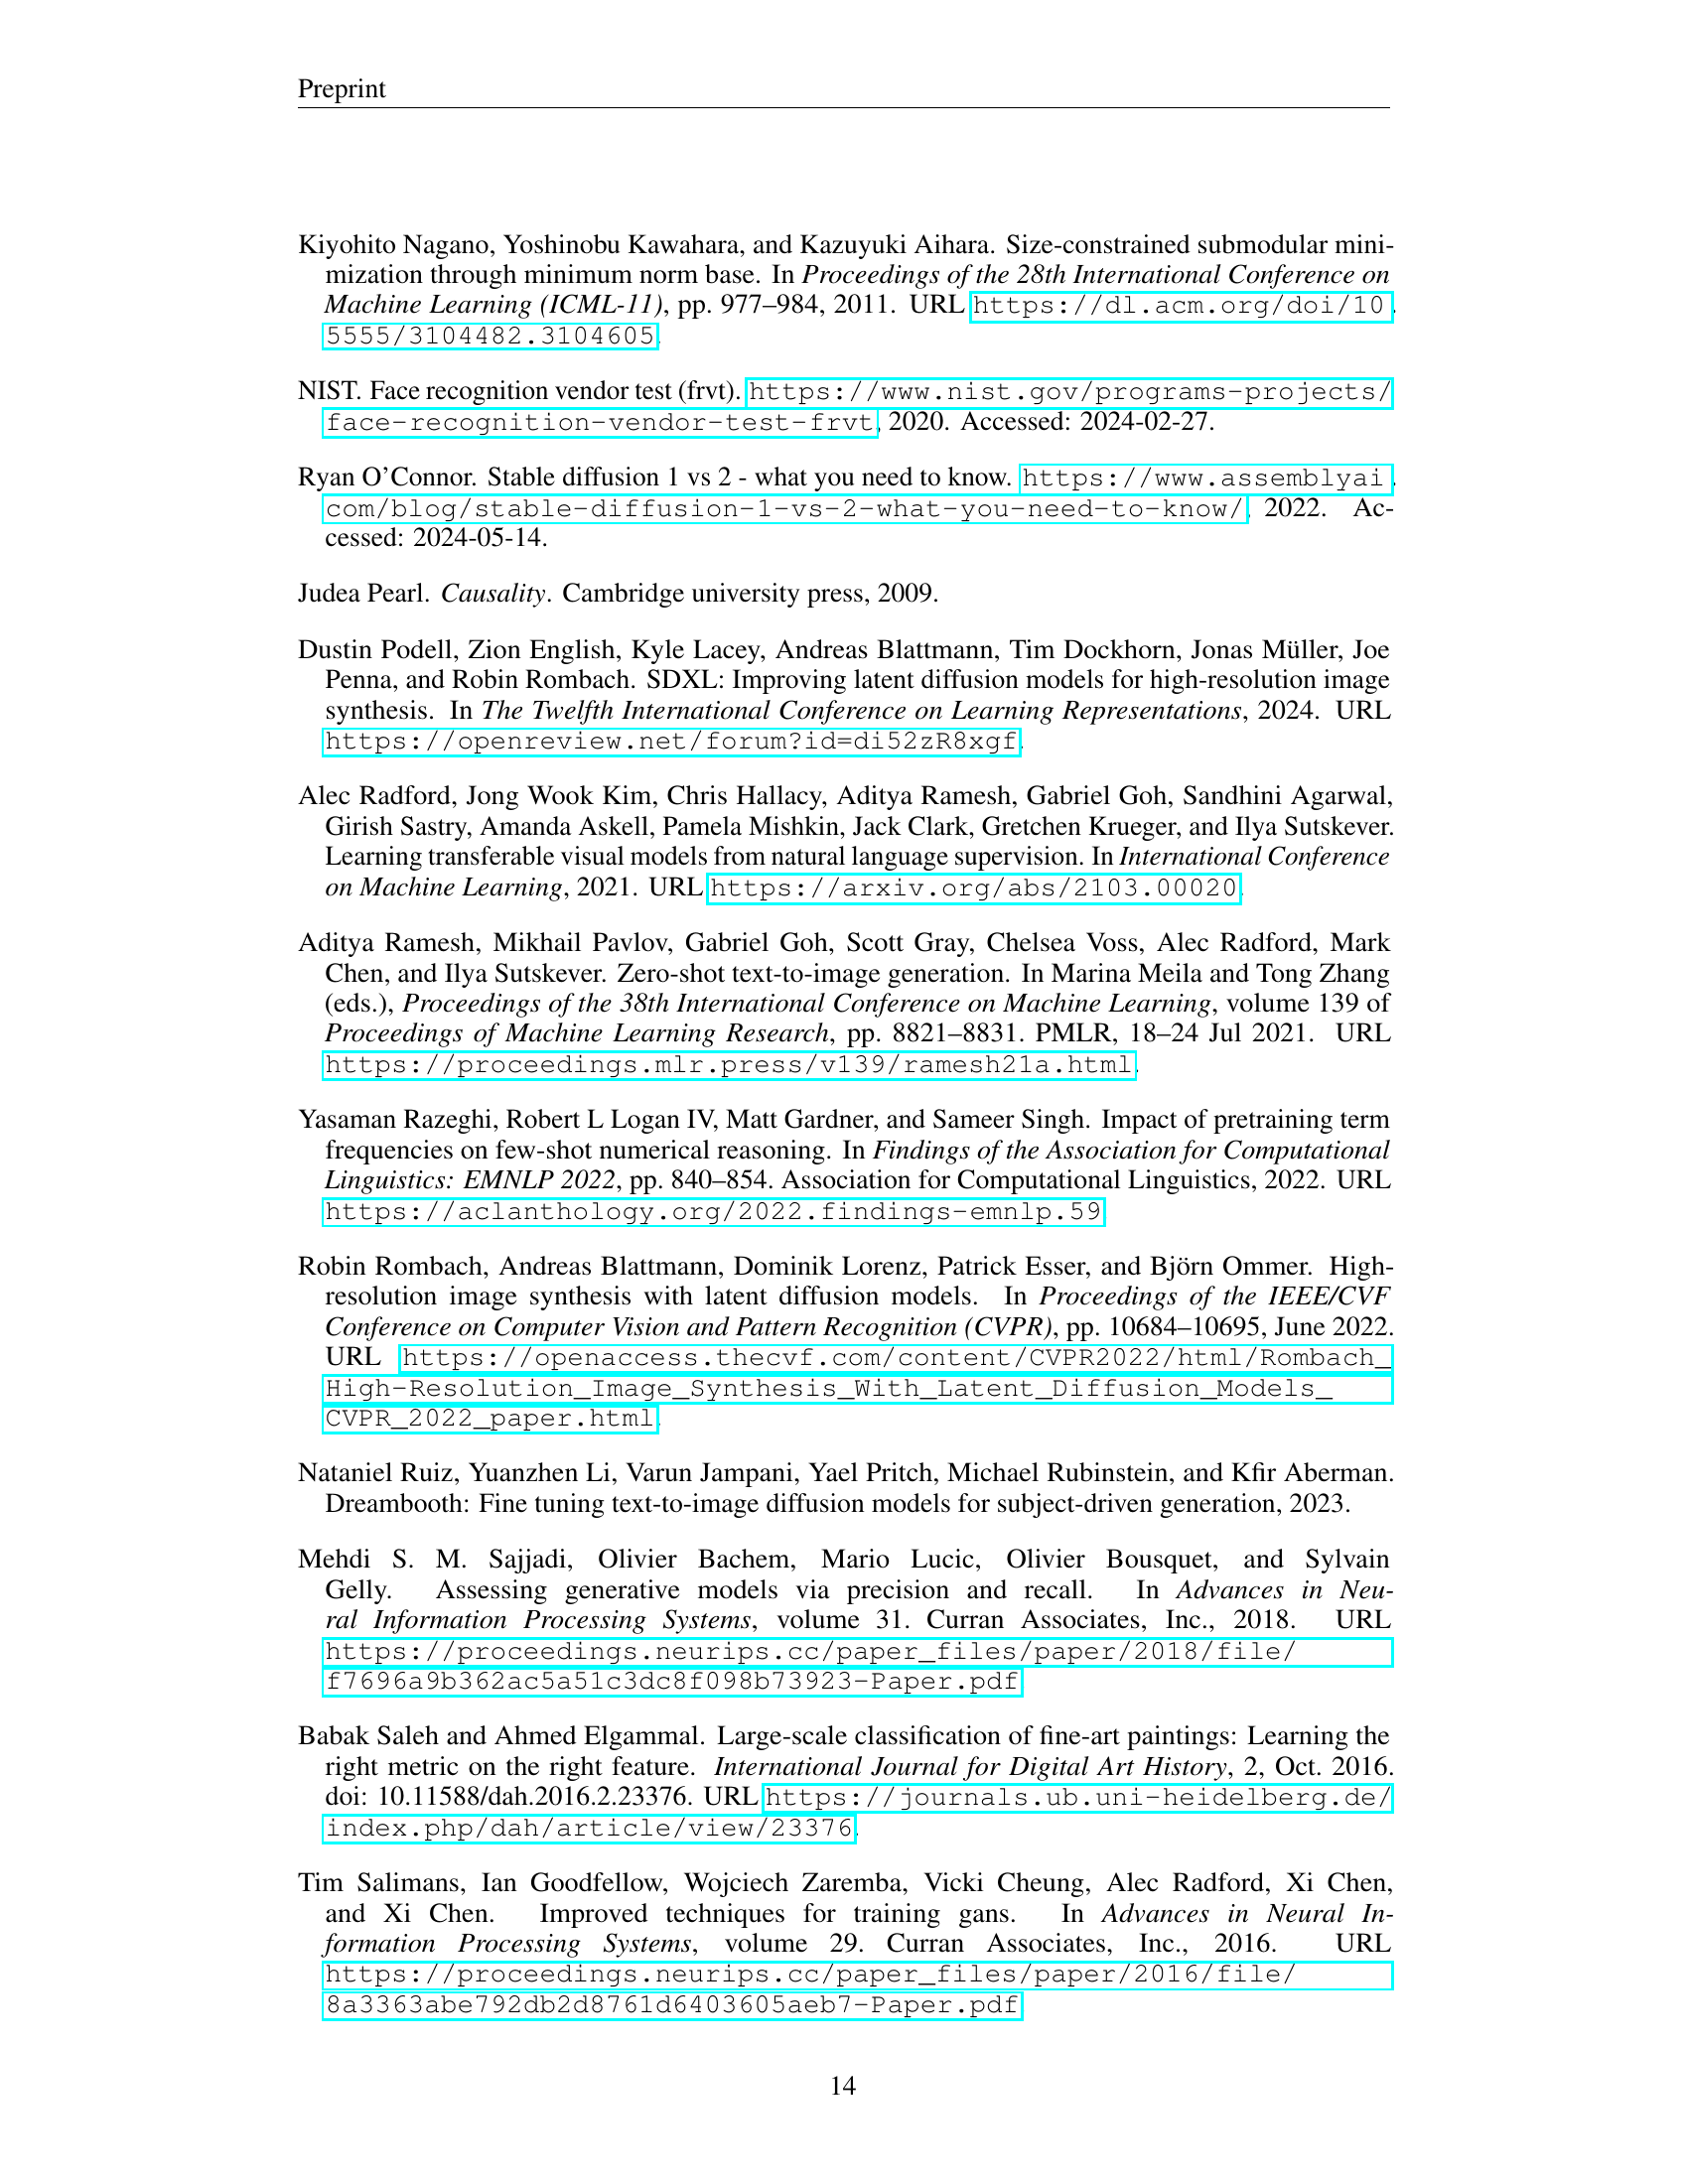 Preprint
Kiyohito Nagano, Yoshinobu Kawahara, and Kazuyuki Aihara. Size-constrained submodular mini-
mization through minimum norm base. In Proceedings of the 28th International Conference on
Machine Learning (ICML-11), pp. 977–984, 2011. URL https://dl.acm.org/doi/10.
5555/3104482.3104605.
NIST. Face recognition vendor test (frvt). https://www.nist.gov/programs-projects/
face-recognition-vendor-test-frvt, 2020. Accessed: 2024-02-27.
Ryan O’Connor. Stable diffusion 1 vs 2 - what you need to know. https://www.assemblyai.
com/blog/stable-diffusion-1-vs-2-what-you-need-to-know/, 2022. Ac-
cessed: 2024-05-14.
Judea Pearl. Causality. Cambridge university press, 2009.
Dustin Podell, Zion English, Kyle Lacey, Andreas Blattmann, Tim Dockhorn, Jonas Müller, Joe
Penna, and Robin Rombach. SDXL: Improving latent diffusion models for high-resolution image
synthesis. In The Twelfth International Conference on Learning Representations, 2024. URL
https://openreview.net/forum?id=di52zR8xgf.
Alec Radford, Jong Wook Kim, Chris Hallacy, Aditya Ramesh, Gabriel Goh, Sandhini Agarwal,
Girish Sastry, Amanda Askell, Pamela Mishkin, Jack Clark, Gretchen Krueger, and Ilya Sutskever.
Learning transferable visual models from natural language supervision. In International Conference
on Machine Learning, 2021. URL https://arxiv.org/abs/2103.00020.
Aditya Ramesh, Mikhail Pavlov, Gabriel Goh, Scott Gray, Chelsea Voss, Alec Radford, Mark
Chen, and Ilya Sutskever. Zero-shot text-to-image generation. In Marina Meila and Tong Zhang
(eds.), Proceedings of the 38th International Conference on Machine Learning, volume 139 of
Proceedings of Machine Learning Research, pp. 8821–8831. PMLR, 18–24 Jul 2021. URL
https://proceedings.mlr.press/v139/ramesh21a.html.
Yasaman Razeghi, Robert L Logan IV, Matt Gardner, and Sameer Singh. Impact of pretraining term
frequencies on few-shot numerical reasoning. In Findings of the Association for Computational
Linguistics: EMNLP 2022, pp. 840–854. Association for Computational Linguistics, 2022. URL
https://aclanthology.org/2022.findings-emnlp.59.
Robin Rombach, Andreas Blattmann, Dominik Lorenz, Patrick Esser, and Björn Ommer. High-
resolution image synthesis with latent diffusion models. In Proceedings of the IEEE/CVF
Conference on Computer Vision and Pattern Recognition (CVPR), pp. 10684–10695, June 2022.
URL https://openaccess.thecvf.com/content/CVPR2022/html/Rombach_
High-Resolution_Image_Synthesis_With_Latent_Diffusion_Models_
CVPR_2022_paper.html.
Nataniel Ruiz, Yuanzhen Li, Varun Jampani, Yael Pritch, Michael Rubinstein, and Kfir Aberman.
Dreambooth: Fine tuning text-to-image diffusion models for subject-driven generation, 2023.
Mehdi S. M. Sajjadi, Olivier Bachem, Mario Lucic, Olivier Bousquet, and Sylvain
Gelly. Assessing generative models via precision and recall. In Advances in Neu-
ral Information Processing Systems, volume 31. Curran Associates, Inc., 2018. URL
https://proceedings.neurips.cc/paper_files/paper/2018/file/
f7696a9b362ac5a51c3dc8f098b73923-Paper.pdf.
Babak Saleh and Ahmed Elgammal. Large-scale classification of fine-art paintings: Learning the
right metric on the right feature. International Journal for Digital Art History, 2, Oct. 2016.
doi: 10.11588/dah.2016.2.23376. URL https://journals.ub.uni-heidelberg.de/
index.php/dah/article/view/23376.
Tim Salimans, Ian Goodfellow, Wojciech Zaremba, Vicki Cheung, Alec Radford, Xi Chen,
and Xi Chen. Improved techniques for training gans. In Advances in Neural In-
formation Processing Systems, volume 29. Curran Associates, Inc., 2016. URL
https://proceedings.neurips.cc/paper_files/paper/2016/file/
8a3363abe792db2d8761d6403605aeb7-Paper.pdf.
14